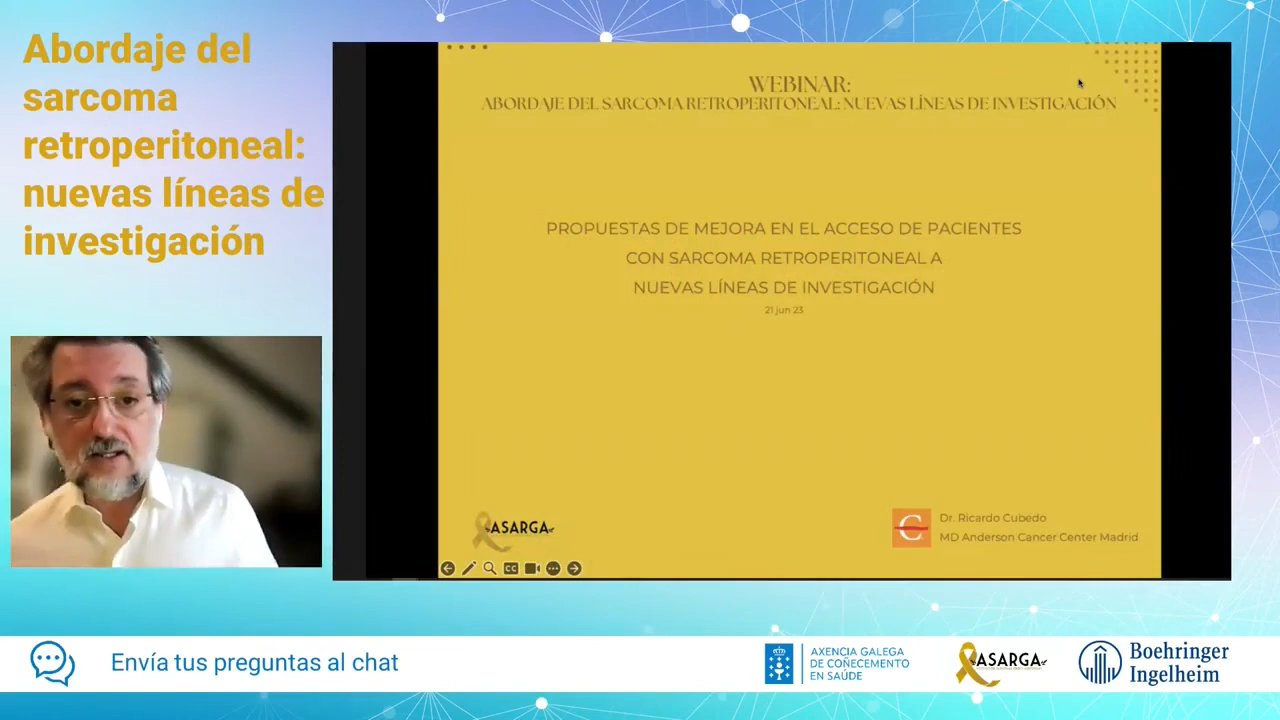 Abordaje del
sarcoma
retroperitoneal:
nuevas líneas de
investigación
WEBINAR:
ABORDAJE DEL SARCOMA RETROPERITONEAL: NUEVAS LÍNEAS DE INVESTIGACIÓN
PROPUESTAS DE MEJORA EN EL ACCESO DE PACIENTES
CON SARCOMA RETROPERITONEAL A
NUEVAS LÍNEAS DE INVESTIGACIÓN
21 jun 23
ASARGA
Dr. Ricardo Cubedo
MD Anderson Cancer Center Madrid
CC
Envía tus preguntas al chat
AXENCIA GALEGA
DE COÑECEMENTO
EN SAÚDE
ASARGA
Boehringer
Ingelheim